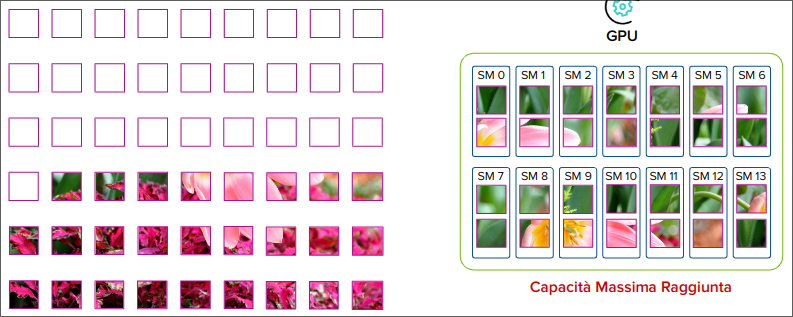 GPU
SM 0 SM 1 SM 2 SM 3 SM 4 SM 5 SM 6
SM 7 SM 8 SM 9 SM 10 SM 11 SM 12 SM 13
Capacità Massima Raggiunta